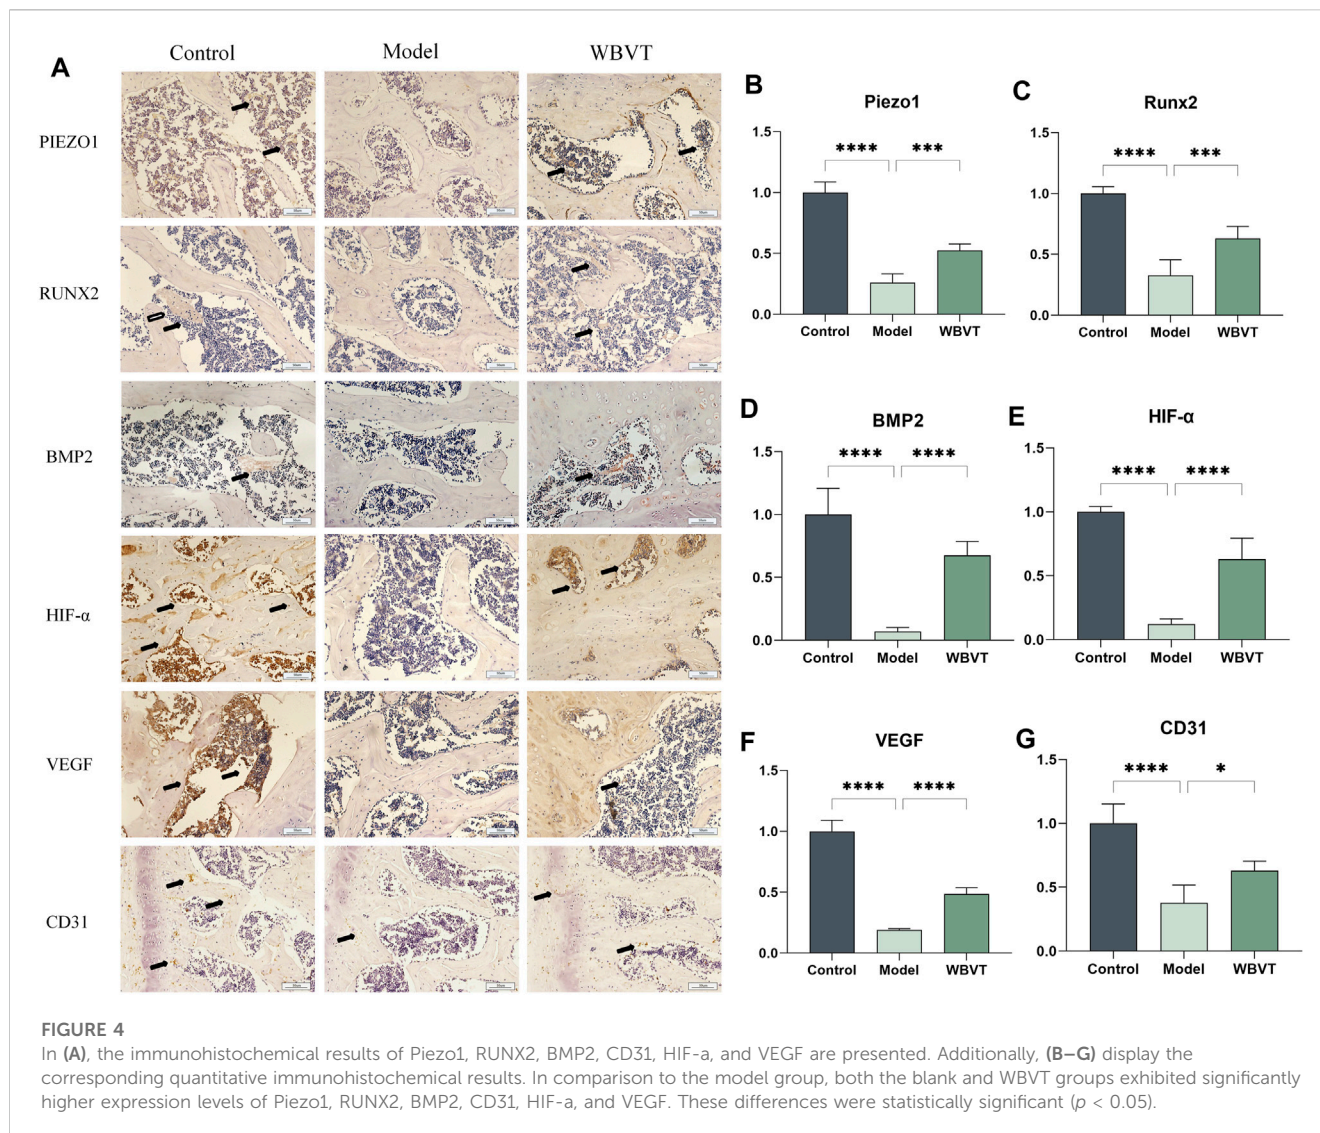 A
Control
Model
WBVT
PIEZO1
RUNX2
BMP2
HIF-α
VEGF
CD31
B
Piezo1
1.5
1.0
0.5
0.0
****
***
Control
Model
WBVT
C
Runx2
1.5
1.0
0.5
0.0
****
***
Control
Model
WBVT
D
BMP2
1.5
1.0
0.5
0.0
****
****
Control
Model
WBVT
E
HIF-α
1.5
1.0
0.5
0.0
****
****
Control
Model
WBVT
F
VEGF
1.5
1.0
0.5
0.0
****
****
Control
Model
WBVT
G
CD31
1.5
1.0
0.5
0.0
****
*
Control
Model
WBVT
FIGURE 4
In (A), the immunohistochemical results of Piezo1, RUNX2, BMP2, CD31, HIF-a, and VEGF are presented. Additionally, (B–G) display the
corresponding quantitative immunohistochemical results. In comparison to the model group, both the blank and WBVT groups exhibited significantly
higher expression levels of Piezo1, RUNX2, BMP2, CD31, HIF-a, and VEGF. These differences were statistically significant (p < 0.05).